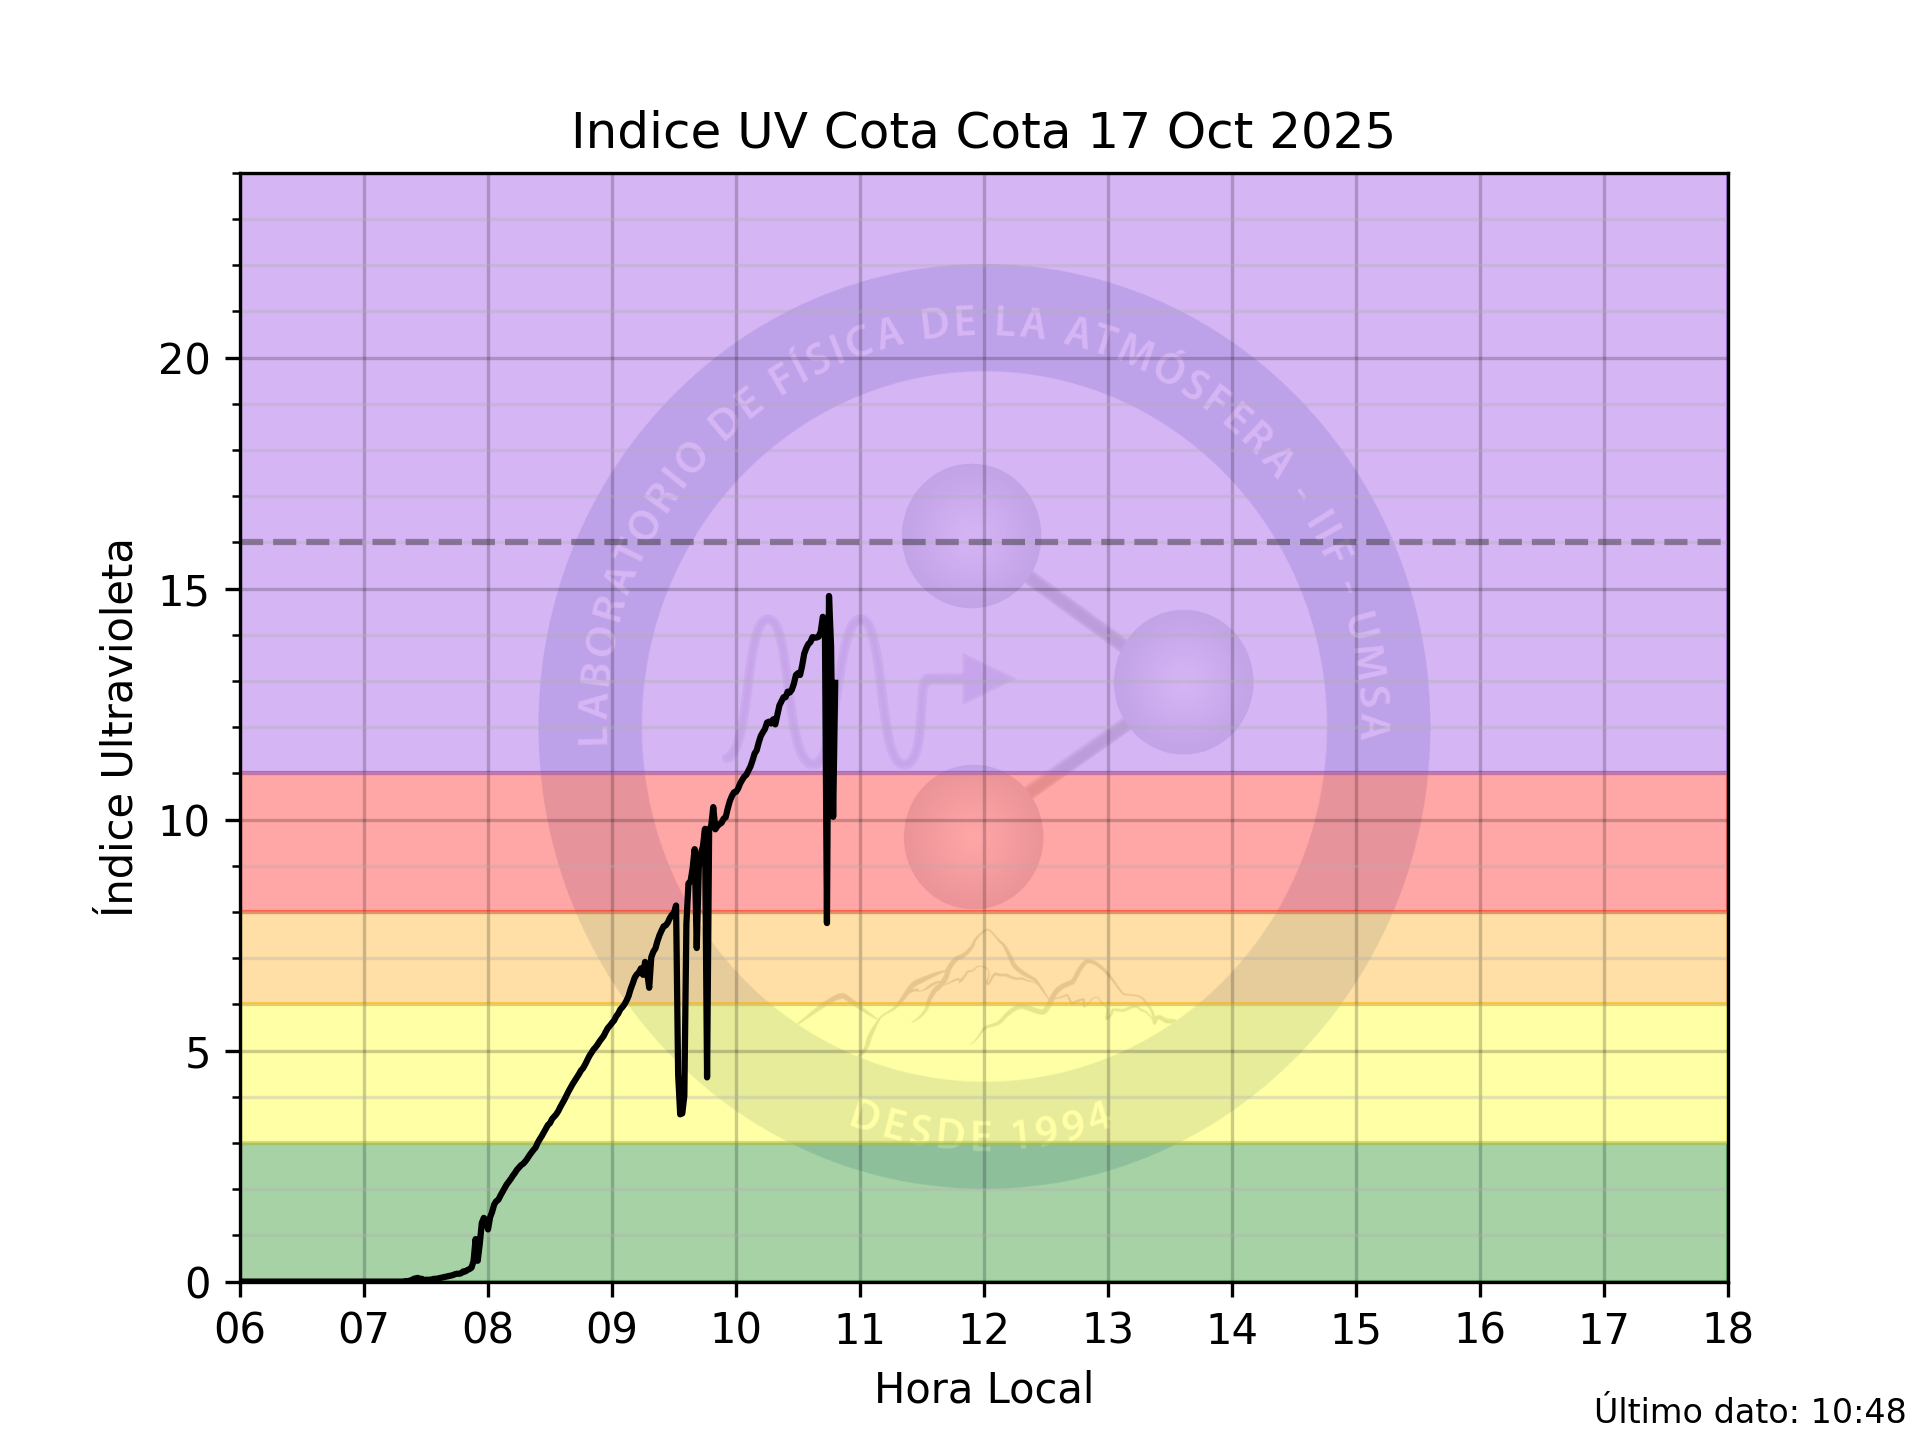 Indice UV Cota Cota 17 Oct 2025
LABORATORIO DE FÍSICA DE LA ATMÓSFERA - IIF - UMSA
DESDE 1994
Índice Ultravioleta
20
15
10
5
0
06 07 08 09 10 11 12 13 14 15 16 17 18
Hora Local
Último dato: 10:48